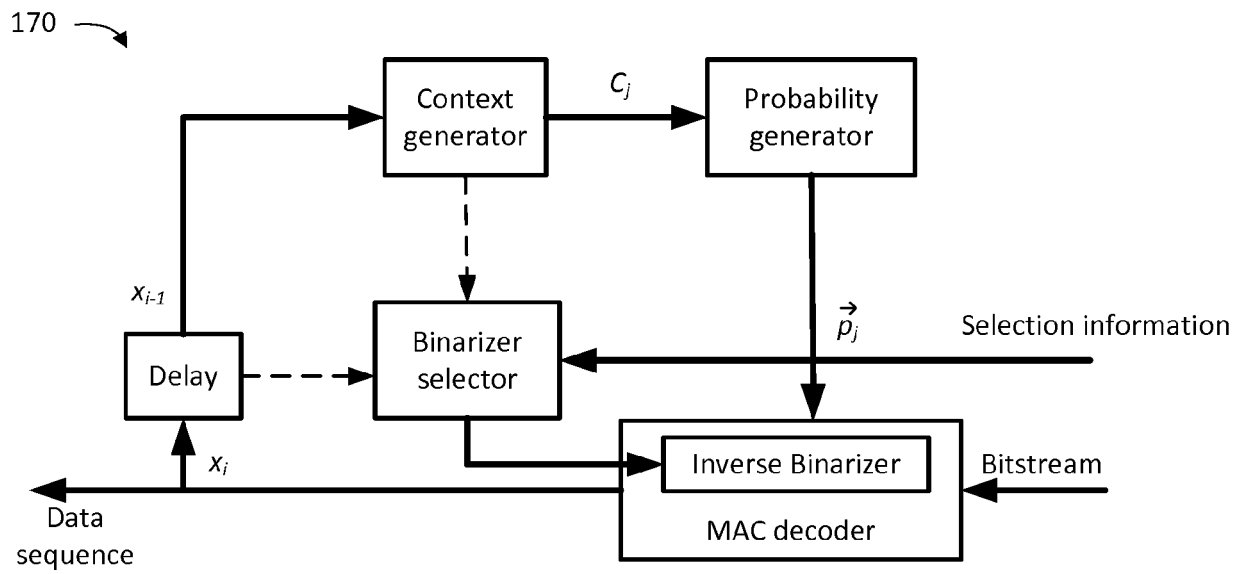 170
Context
generator
C_j
Probability
generator
x_{i-1}
p⃗_j
Selection information
Binarizer
selector
Delay
x_i
Inverse Binarizer
Bitstream
MAC decoder
Data
sequence